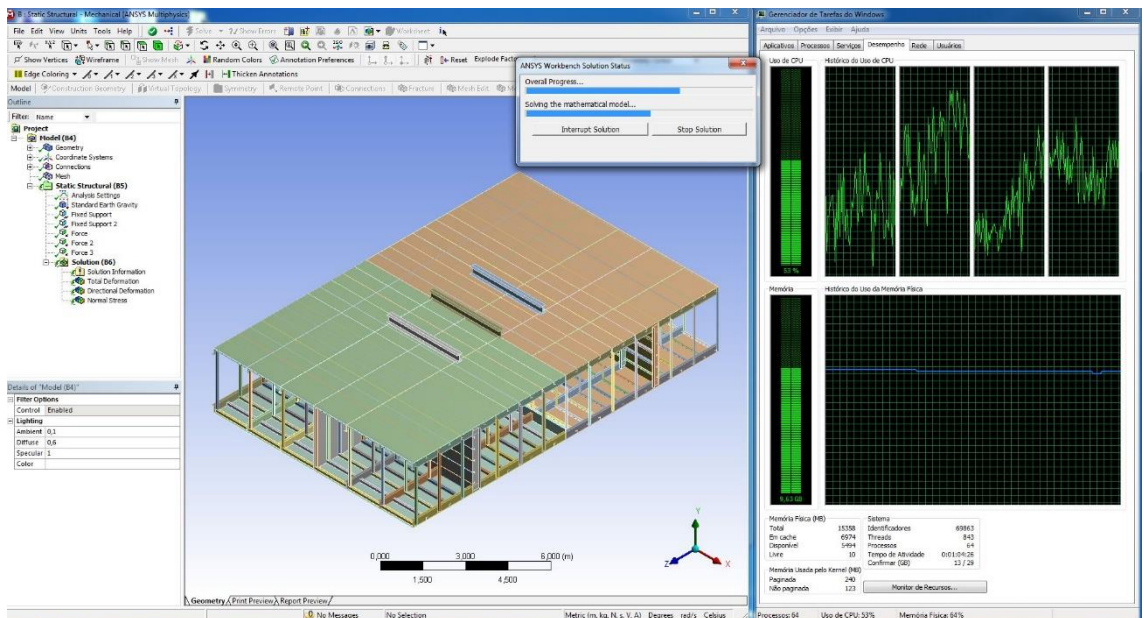 B : Static Structural - Mechanical [ANSYS Multiphysics]
File Edit View Units Tools Help
Solve
?/Show Errors
Worksheet
Show Vertices Wireframe Show Mesh Random Colors Annotation Preferences
Reset Explode Factor
Edge Coloring
Thicken Annotations
Model Construction Geometry Virtual Topology Symmetry Remote Point Connections Fracture Mesh Edit
Outline
Filter: Name
Project
Model (B4)
Geometry
Coordinate Systems
Connections
Mesh
Static Structural (B5)
Analysis Settings
Standard Earth Gravity
Fixed Support
Fixed Support 2
Force
Force 2
Force 3
Solution (B6)
Solution Information
Total Deformation
Directional Deformation
Normal Stress
Details of "Model (B4)"
Filter Options
Control Enabled
Lighting
Ambient 0,1
Diffuse 0,6
Specular 1
Color
ANSYS Workbench Solution Status
Overall Progress...
Solving the mathematical model...
Interrupt Solution Stop Solution
0,000 3,000 6,000 (m)
1,500 4,500
Y
Z
X
Geometry Print Preview Report Preview
No Messages No Selection Metric (m, kg, N, s, V, A) Degrees rad/s Celsius
Gerenciador de Tarefas do Windows
Arquivo Opções Exibir Ajuda
Aplicativos Processos Serviços Desempenho Rede Usuários
Uso de CPU Histórico do Uso de CPU
53 %
Memória Histórico do Uso da Memória Física
9,63 GB
Memória Física (MB)
Total 15358
Em cache 6974
Disponível 5494
Livre 10
Sistema
Identificadores 69863
Threads 843
Processos 64
Tempo de Atividade 0:01:04:26
Confirmar (GB) 13 / 29
Memória Usada pelo Kernel (MB)
Paginada 240
Não paginada 123
Monitor de Recursos...
Processos: 64 Uso de CPU: 53% Memória Física: 64%